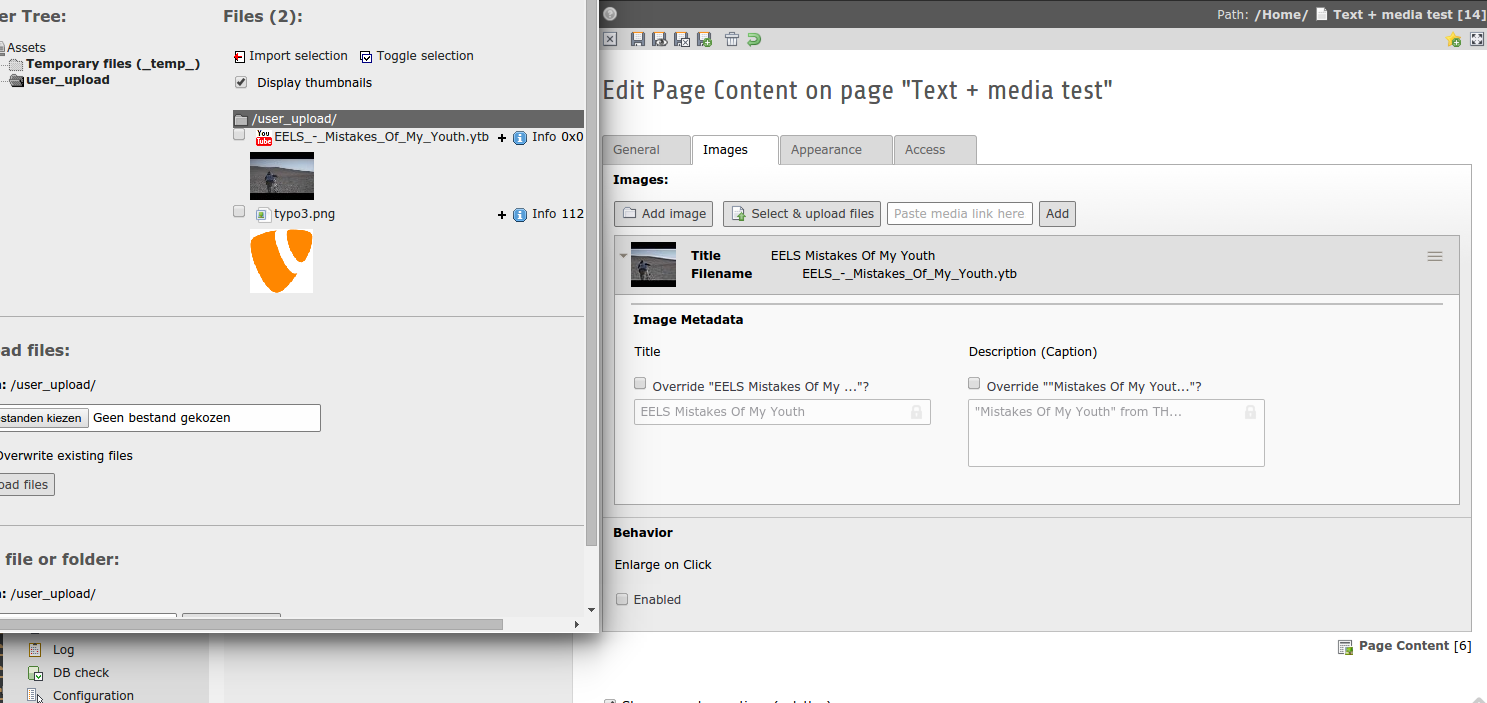 er Tree:
Assets
Temporary files (_temp_)
user_upload
Files (2):
Import selection Toggle selection
Display thumbnails
/user_upload/
You Tube EELS_-_Mistakes_Of_My_Youth.ytb Info 0x0
typo3.png Info 112
ad files:
: /user_upload/
standen kiezen Geen bestand gekozen
Overwrite existing files
oad files
file or folder:
: /user_upload/
Log
DB check
Configuration
Path: /Home/ Text + media test [14]
Edit Page Content on page "Text + media test"
General Images Appearance Access
Images:
Add image Select & upload files Paste media link here Add
Title EELS Mistakes Of My Youth
Filename EELS_-_Mistakes_Of_My_Youth.ytb
Image Metadata
Title Description (Caption)
Override "EELS Mistakes Of My ..."? Override ""Mistakes Of My Yout..."?
EELS Mistakes Of My Youth "Mistakes Of My Youth" from TH...
Behavior
Enlarge on Click
Enabled
Page Content [6]